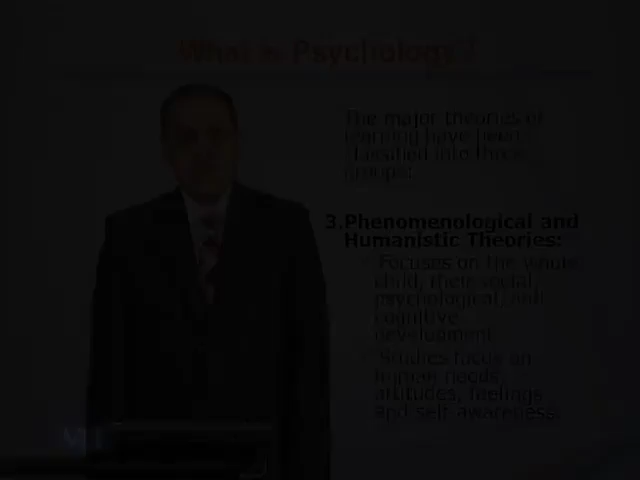 What is Psychology?
The major theories of
learning have been
classified into three
groups:
3.Phenomenological and
Humanistic Theories:
Focuses on the whole
child, their social,
psychological, and
cognitive
development
Studies focus on
human needs,
attitudes, feelings
and self awareness.